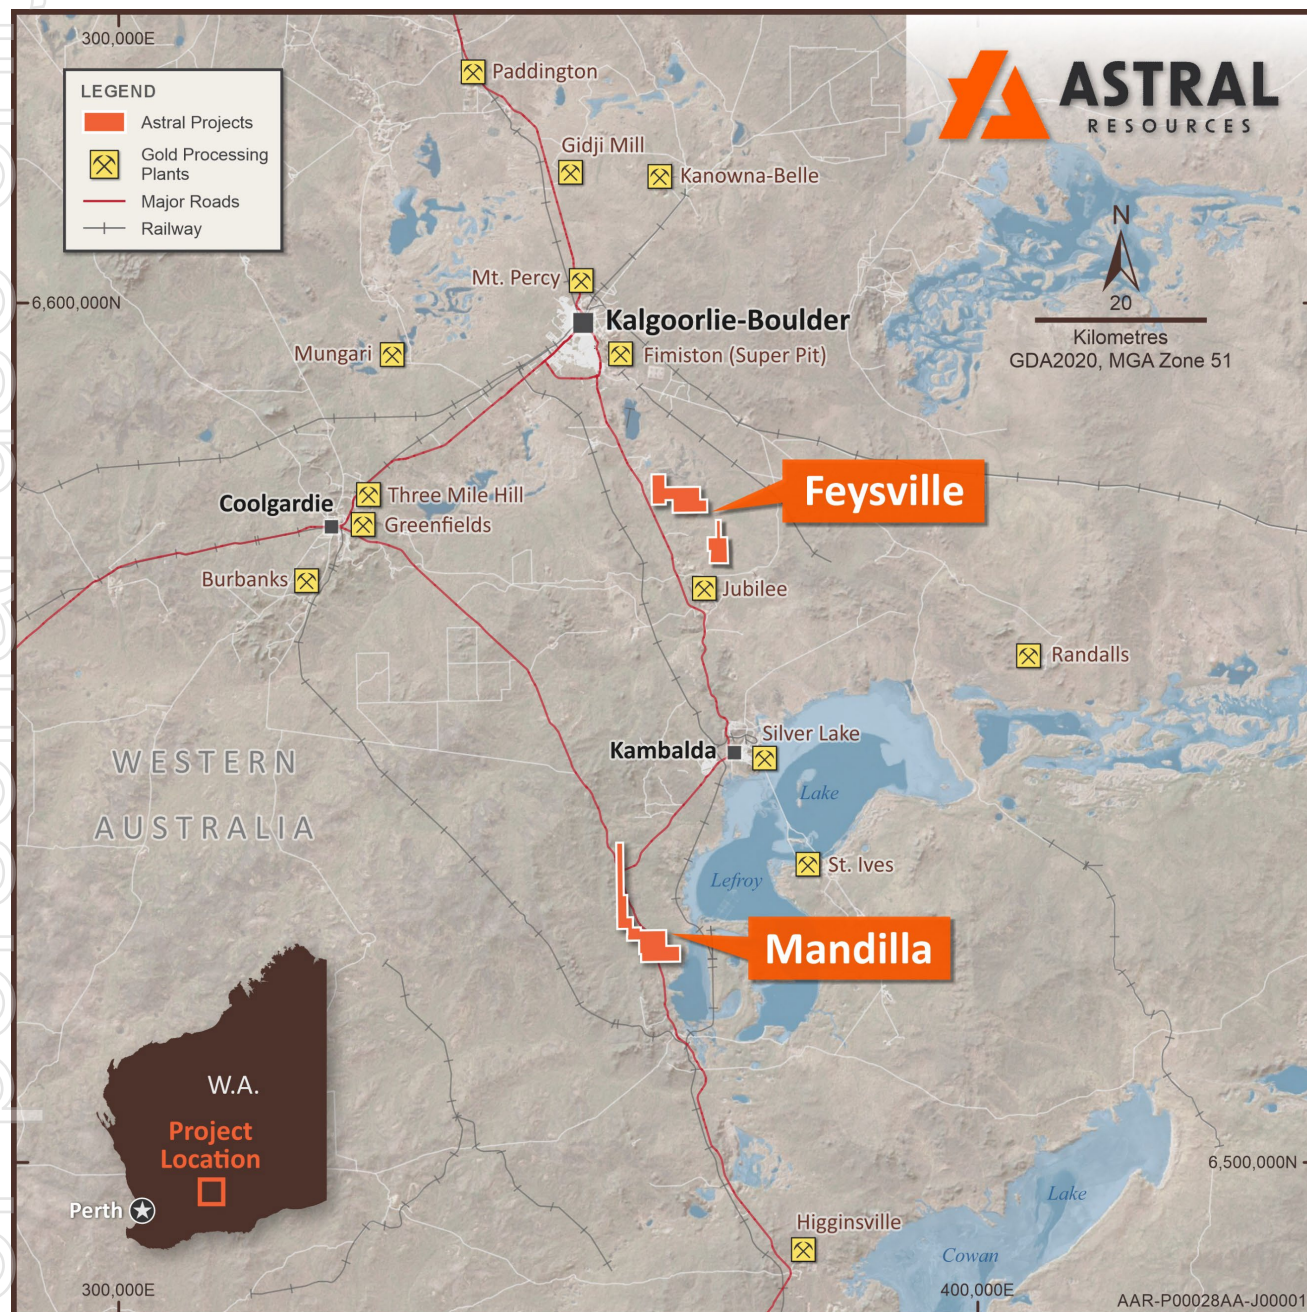 300,000E
ASTRAL
RESOURCES
LEGEND
Astral Projects
Gold Processing
Plants
Major Roads
Railway
Paddington
Gidji Mill
Kanowna-Belle
N
20
Kilometres
GDA2020, MGA Zone 51
Mt. Percy
6,600,000N
Kalgoorlie-Boulder
Mungari
Fimiston (Super Pit)
Feysville
Coolgardie
Three Mile Hill
Greenfields
Burbanks
Jubilee
Randalls
Silver Lake
Kambalda
WESTERN
AUSTRALIA
Lake
Lefroy
St. Ives
Mandilla
W.A.
Project
Location
Perth
6,500,000N
Lake
Cowan
Higginsville
300,000E
400,000E
AAR-P00028AA-J00001